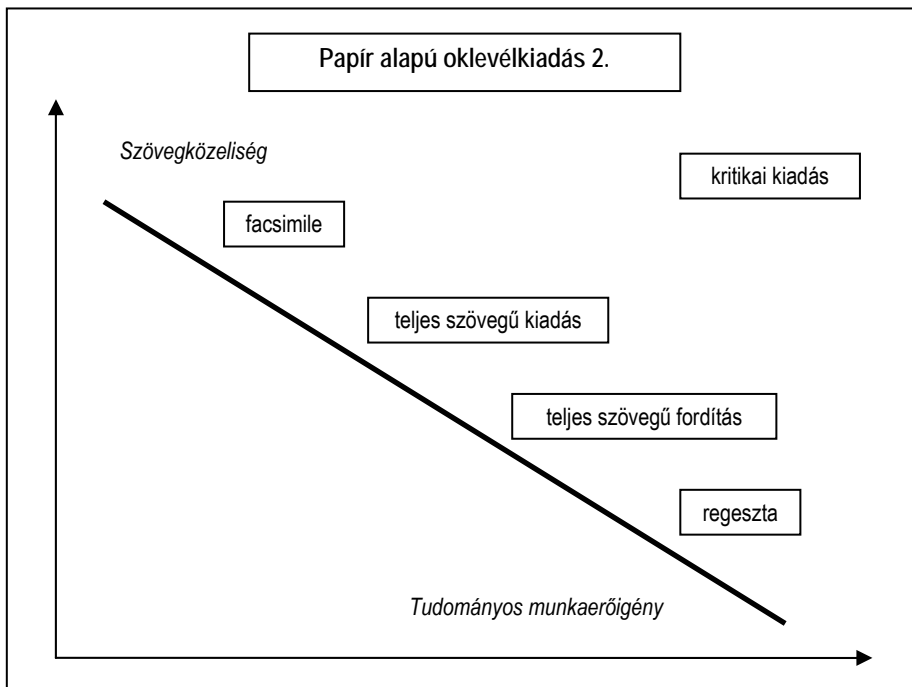 Papír alapú oklevélkiadás 2.
Szövegközeliség
kritikai kiadás
facsimile
teljes szövegű kiadás
teljes szövegű fordítás
regeszta
Tudományos munkaerőigény